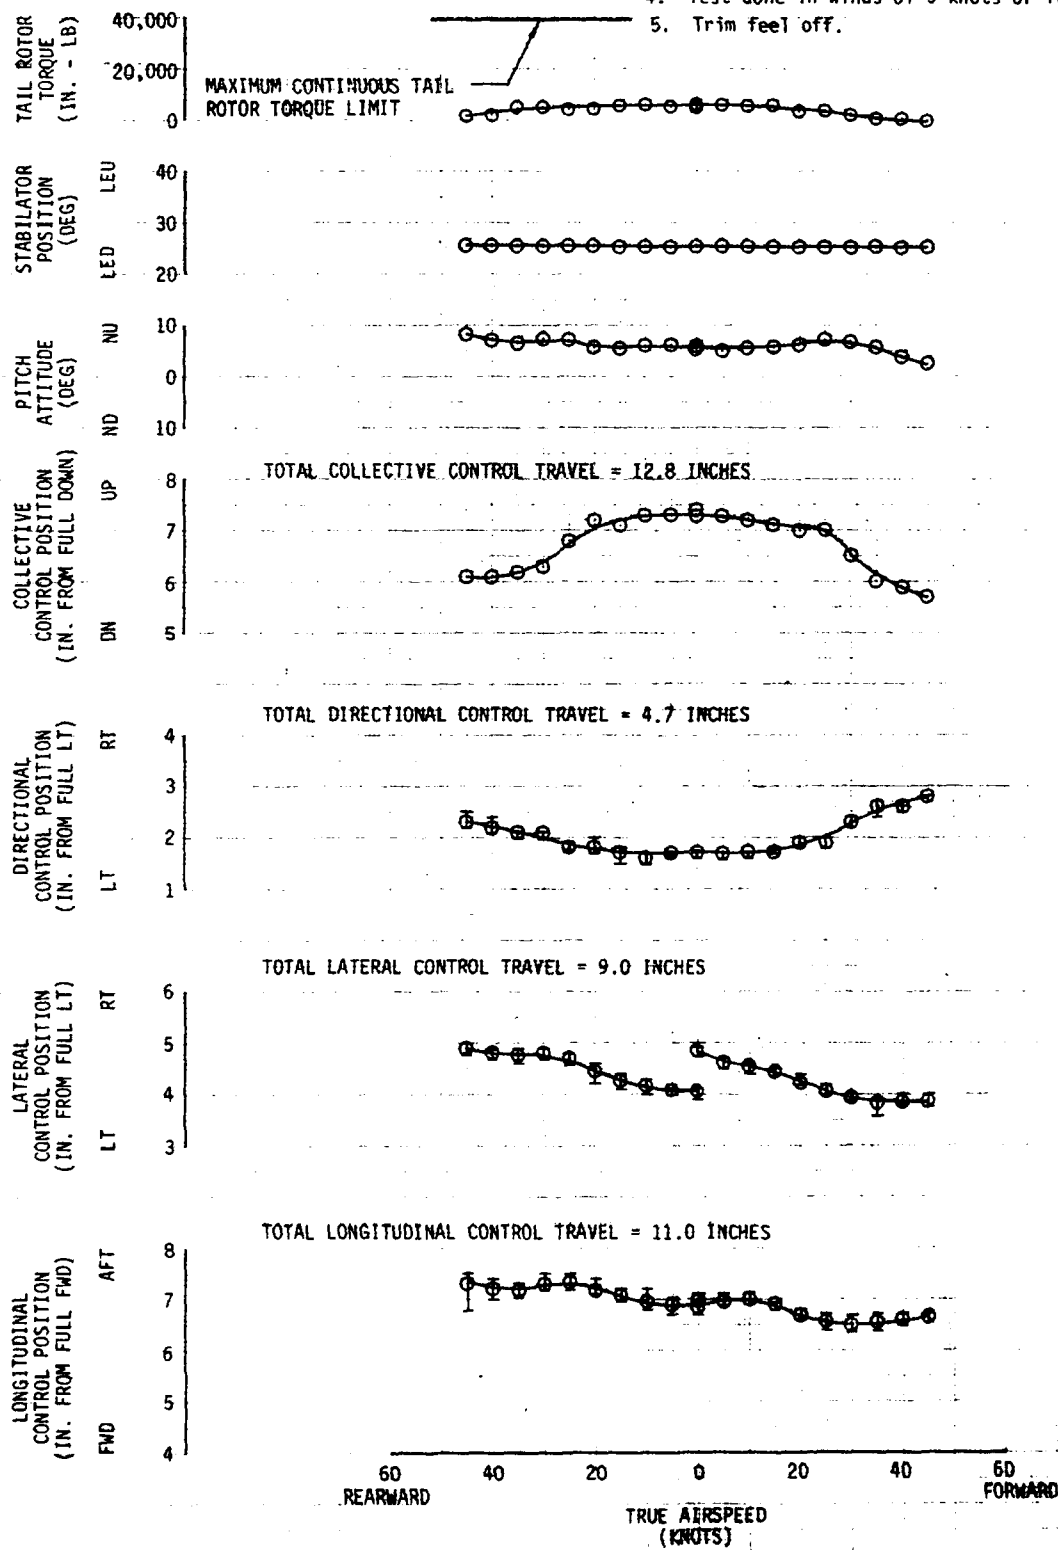 5. Trim feel off.
TAIL ROTOR
TORQUE
(IN. - LB)
40,000
20,000
0
MAXIMUM CONTINUOUS TAIL
ROTOR TORQUE LIMIT
STABILATOR
POSITION
(DEG)
LED LEU
40
30
20
PITCH
ATTITUDE
(DEG)
ND NU
10
0
10
COLLECTIVE
CONTROL POSITION
(IN. FROM FULL DOWN)
DN UP
TOTAL COLLECTIVE CONTROL TRAVEL = 12.8 INCHES
8
7
6
5
DIRECTIONAL
CONTROL POSITION
(IN. FROM FULL LT)
LT RT
TOTAL DIRECTIONAL CONTROL TRAVEL = 4.7 INCHES
4
3
2
1
LATERAL
CONTROL POSITION
(IN. FROM FULL LT)
LT RT
TOTAL LATERAL CONTROL TRAVEL = 9.0 INCHES
6
5
4
3
LONGITUDINAL
CONTROL POSITION
(IN. FROM FULL FWD)
FWD AFT
TOTAL LONGITUDINAL CONTROL TRAVEL = 11.0 INCHES
8
7
6
5
4
60 40 20 0 20 40 60
REARWARD FORWARD
TRUE AIRSPEED
(KNOTS)